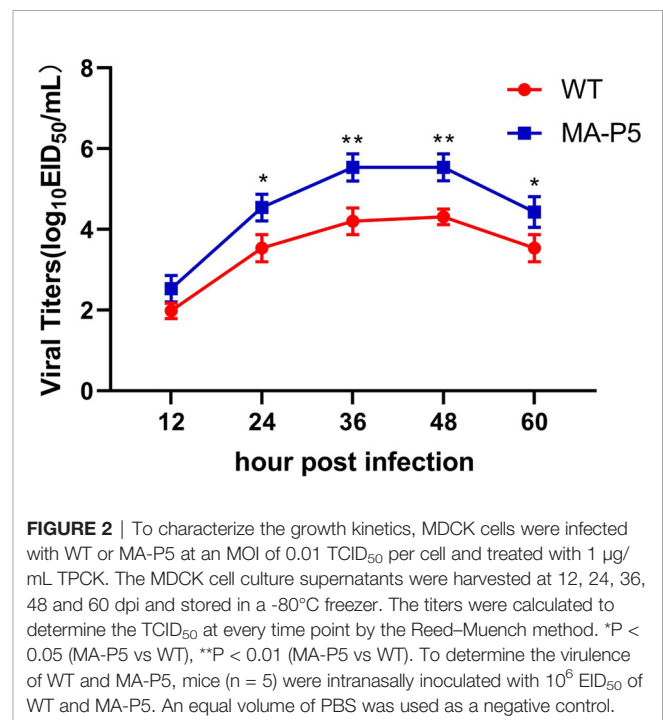 8
6
4
2
0
Viral Titers(log₁₀EID₅₀/mL)
WT
MA-P5
*
**
**
*
12 24 36 48 60
hour post infection
FIGURE 2 | To characterize the growth kinetics, MDCK cells were infected
with WT or MA-P5 at an MOI of 0.01 TCID₅₀ per cell and treated with 1 μg/
mL TPCK. The MDCK cell culture supernatants were harvested at 12, 24, 36,
48 and 60 dpi and stored in a -80°C freezer. The titers were calculated to
determine the TCID₅₀ at every time point by the Reed–Muench method. *P <
0.05 (MA-P5 vs WT), **P < 0.01 (MA-P5 vs WT). To determine the virulence
of WT and MA-P5, mice (n = 5) were intranasally inoculated with 10⁶ EID₅₀ of
WT and MA-P5. An equal volume of PBS was used as a negative control.